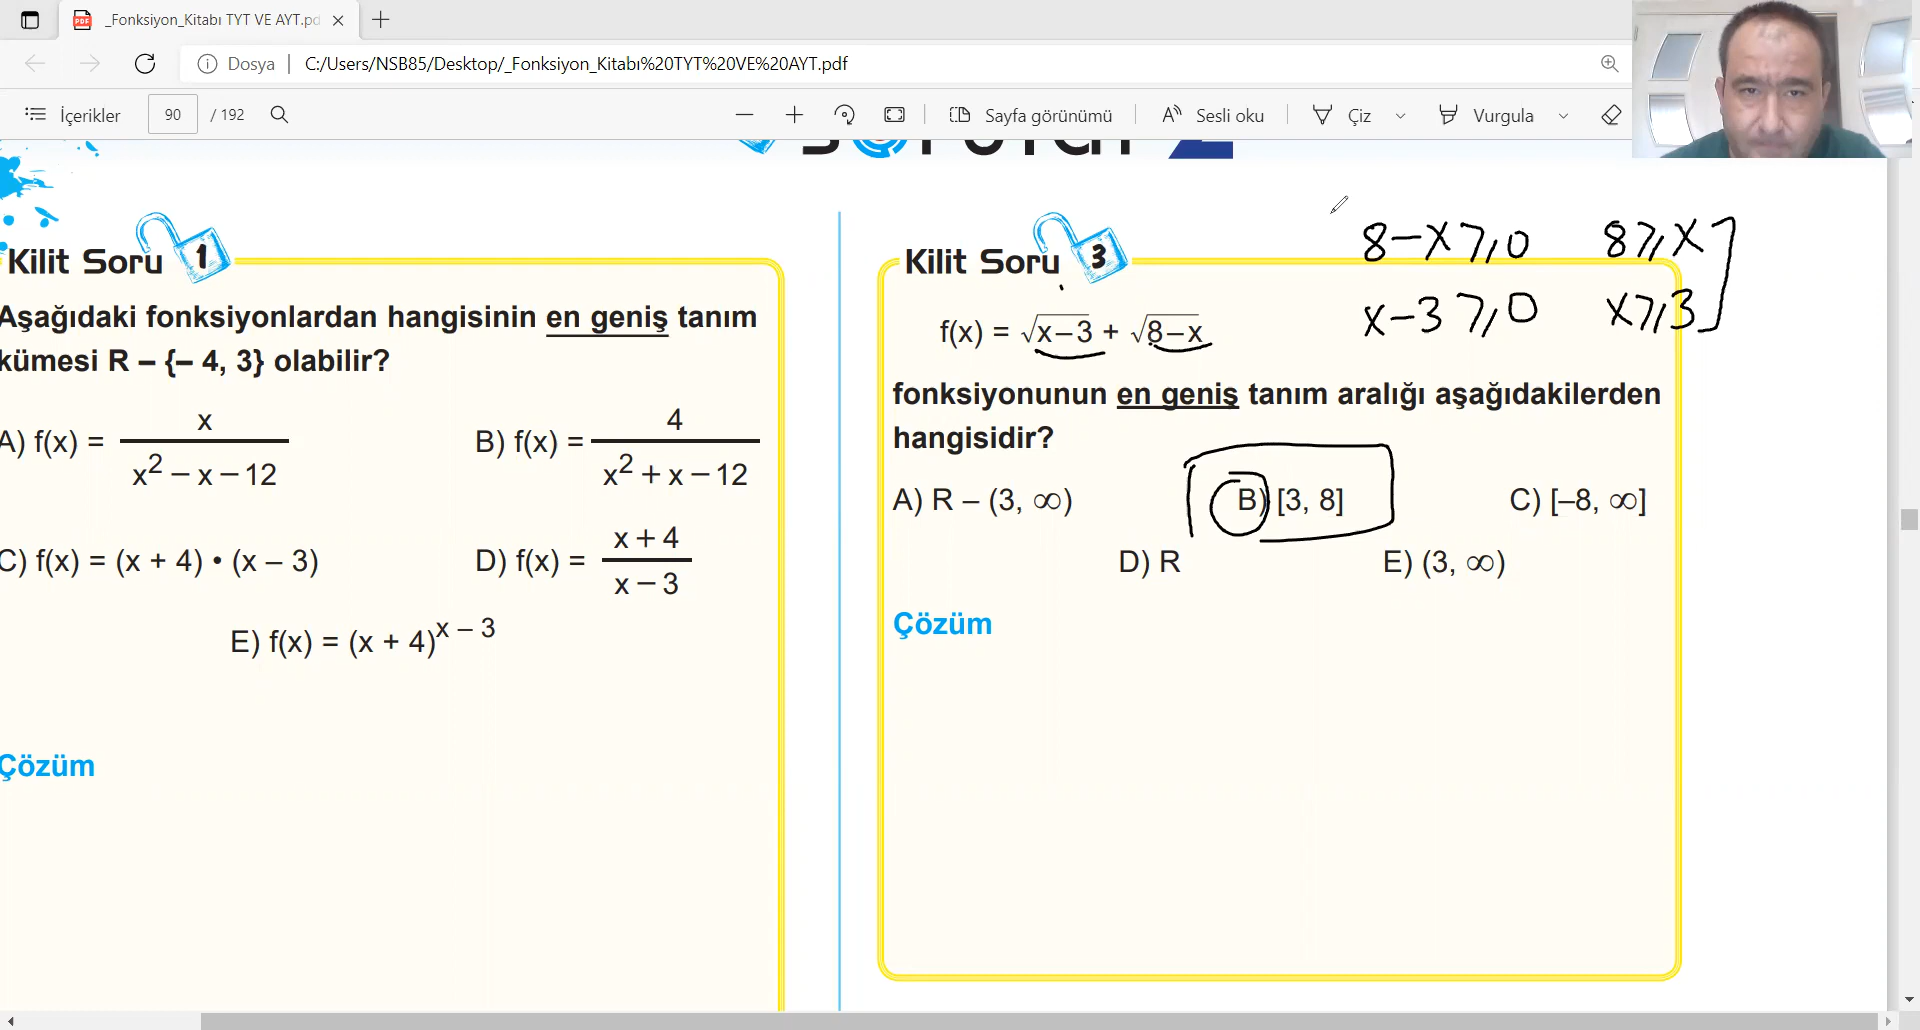 _Fonksiyon_Kitabı TYT VE AYT.pd
Dosya | C:/Users/NSB85/Desktop/_Fonksiyon_Kitabı%20TYT%20VE%20AYT.pdf
İçerikler 90 / 192 Sayfa görünümü Sesli oku Çiz Vurgula
Kilit Soru 1
Aşağıdaki fonksiyonlardan hangisinin en geniş tanım
kümesi R – {– 4, 3} olabilir?
A) f(x) = x / (x² – x – 12) B) f(x) = 4 / (x² + x – 12)
C) f(x) = (x + 4) • (x – 3) D) f(x) = (x + 4) / (x – 3)
E) f(x) = (x + 4)^(x – 3)
Çözüm
Kilit Soru 3
8 – x ≥ 0 8 ≥ x
x – 3 ≥ 0 x ≥ 3
f(x) = √(x – 3) + √(8 – x)
fonksiyonunun en geniş tanım aralığı aşağıdakilerden
hangisidir?
A) R – (3, ∞) B) [3, 8] C) [–8, ∞]
D) R E) (3, ∞)
Çözüm